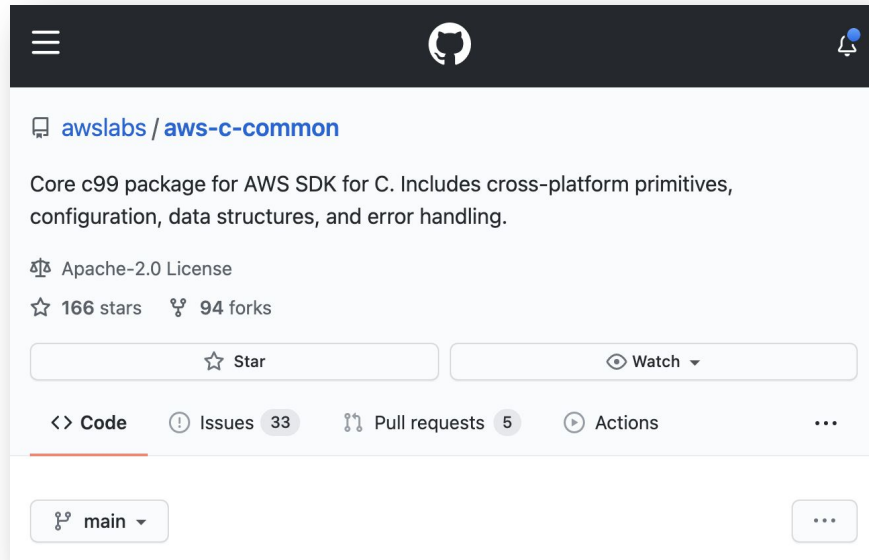 awslabs / aws-c-common
Core c99 package for AWS SDK for C. Includes cross-platform primitives,
configuration, data structures, and error handling.
Apache-2.0 License
166 stars 94 forks
Star Watch
<> Code Issues 33 Pull requests 5 Actions ...
main ...